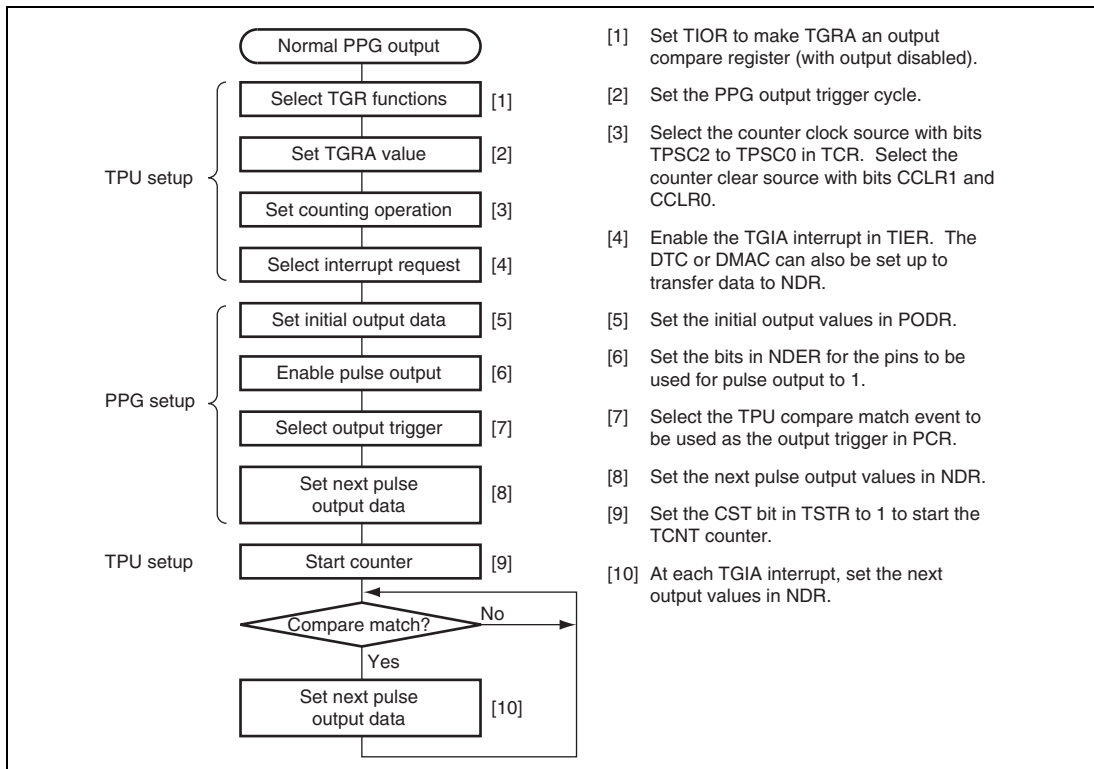 Normal PPG output
Select TGR functions
[1]
Set TGRA value
[2]
TPU setup
Set counting operation
[3]
Select interrupt request
[4]
Set initial output data
[5]
Enable pulse output
[6]
PPG setup
Select output trigger
[7]
Set next pulse
output data
[8]
TPU setup
Start counter
[9]
Compare match?
No
Yes
Set next pulse
output data
[10]
[1] Set TIOR to make TGRA an output
compare register (with output disabled).
[2] Set the PPG output trigger cycle.
[3] Select the counter clock source with bits
TPSC2 to TPSC0 in TCR. Select the
counter clear source with bits CCLR1 and
CCLR0.
[4] Enable the TGIA interrupt in TIER. The
DTC or DMAC can also be set up to
transfer data to NDR.
[5] Set the initial output values in PODR.
[6] Set the bits in NDER for the pins to be
used for pulse output to 1.
[7] Select the TPU compare match event to
be used as the output trigger in PCR.
[8] Set the next pulse output values in NDR.
[9] Set the CST bit in TSTR to 1 to start the
TCNT counter.
[10] At each TGIA interrupt, set the next
output values in NDR.